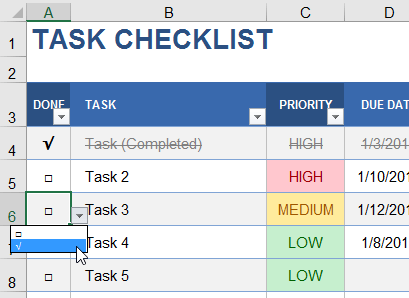 A B C D
1 TASK CHECKLIST
2
3 DONE TASK PRIORITY DUE DAT
4 √ Task (Completed) HIGH 1/3/201
5 □ Task 2 HIGH 1/10/201
6 □ Task 3 MEDIUM 1/12/201
□
√
Task 4 LOW 1/8/201
8 □ Task 5 LOW